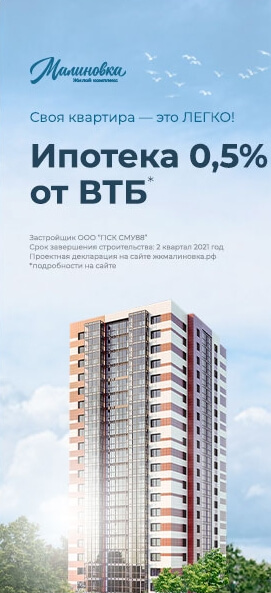 Малиновка
Жилой комплекс
Своя квартира — это ЛЕГКО!
Ипотека 0,5%
от ВТБ*
Застройщик ООО "ПСК СМУ88"
Срок завершения строительства: 2 квартал 2021 год
Проектная декларация на сайте жкмалиновка.рф
*подробности на сайте